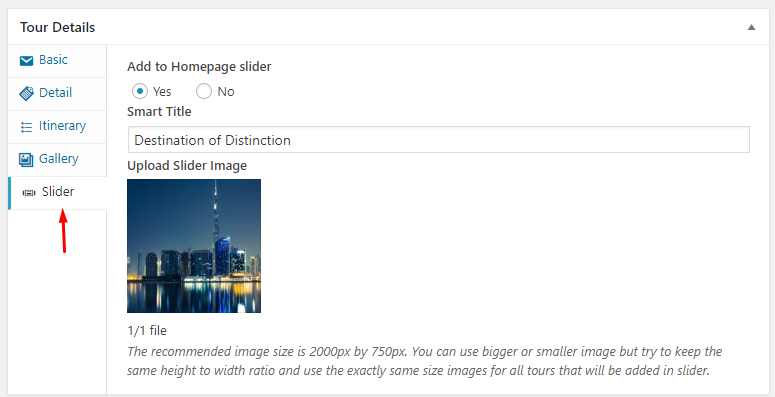 Tour Details
Basic
Detail
Itinerary
Gallery
Slider
Add to Homepage slider
Yes No
Smart Title
Destination of Distinction
Upload Slider Image
1/1 file
The recommended image size is 2000px by 750px. You can use bigger or smaller image but try to keep the
same height to width ratio and use the exactly same size images for all tours that will be added in slider.